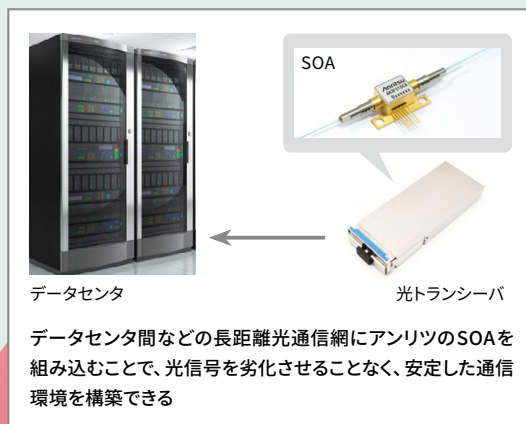 SOA
Anritsu
データセンタ
光トランシーバ
データセンタ間などの長距離光通信網にアンリツのSOAを
組み込むことで、光信号を劣化させることなく、安定した通信
環境を構築できる